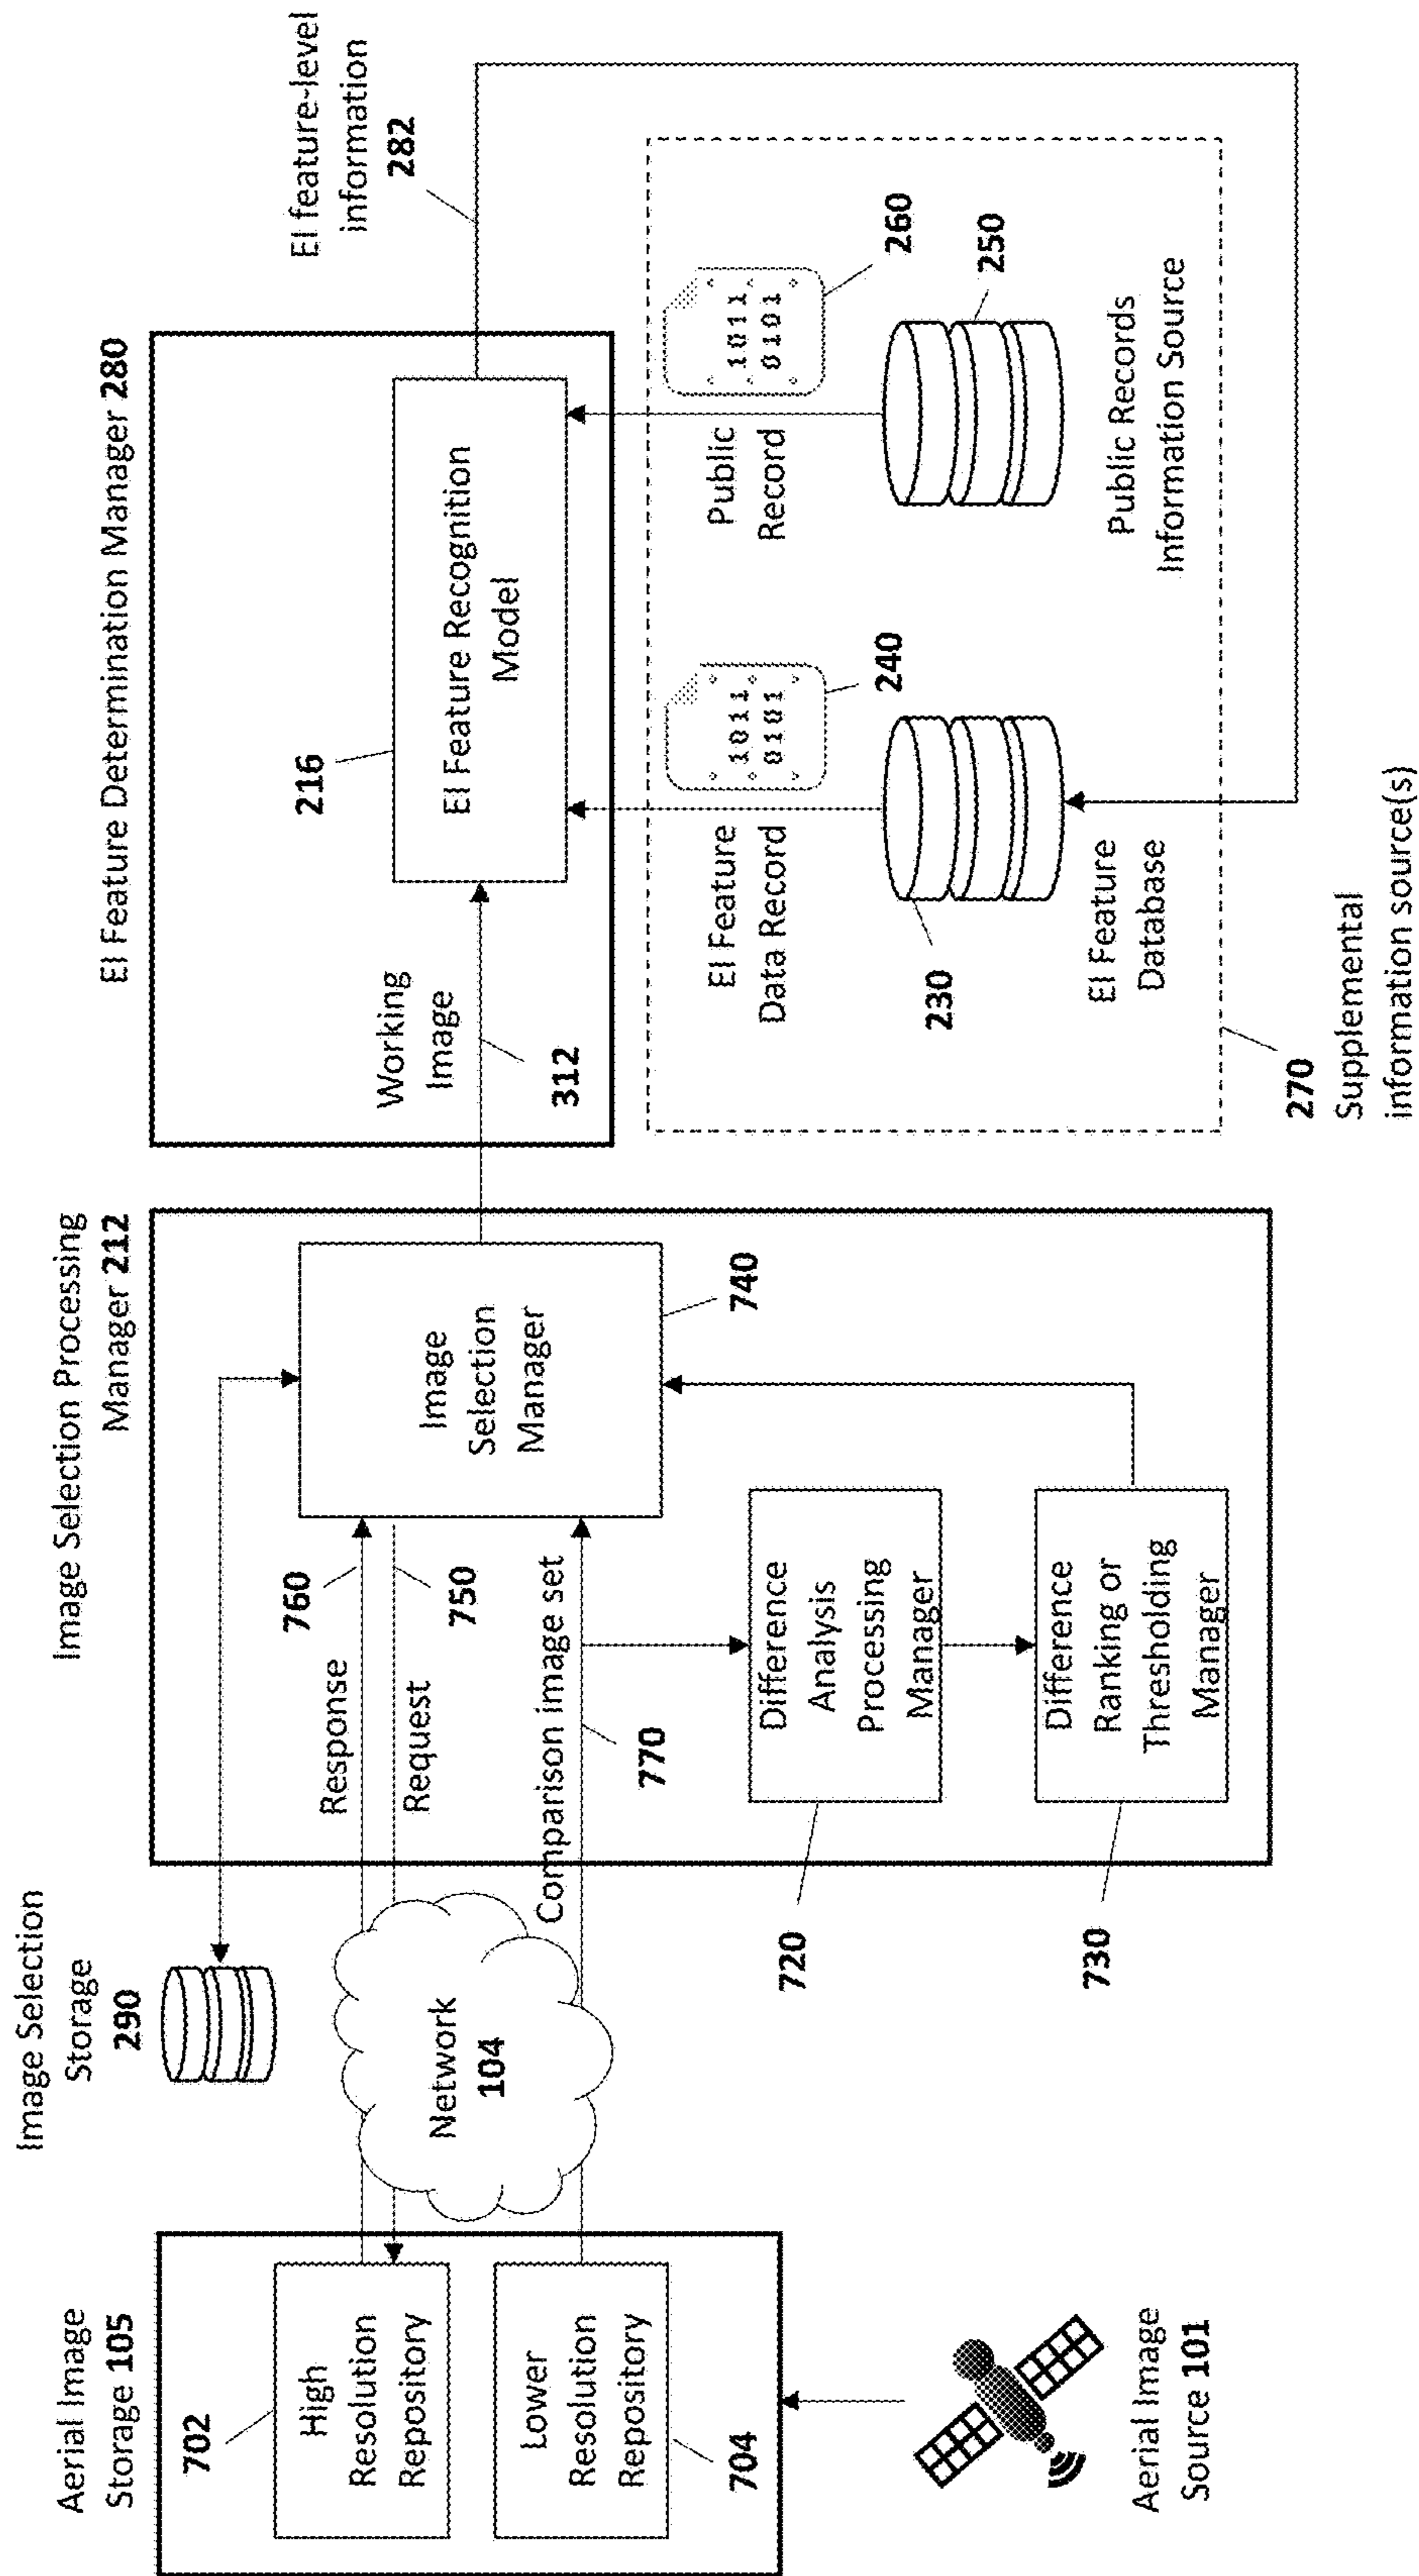 Aerial Image
Storage 105
702
High
Resolution
Repository
Lower
Resolution
Repository
704
Aerial Image
Source 101
Image Selection
Storage
290
Network
104
Image Selection Processing
Manager 212
Response
760
Request
750
Comparison image set
770
Image
Selection
Manager
740
Difference
Analysis
Processing
Manager
720
Difference
Ranking or
Thresholding
Manager
730
EI Feature Determination Manager 280
Working
Image
312
216
EI Feature Recognition
Model
EI feature-level
information
282
EI Feature
Data Record
1011
0101
240
230
EI Feature
Database
Public
Record
1011
0101
260
250
Public Records
Information Source
270
Supplemental
information source(s)